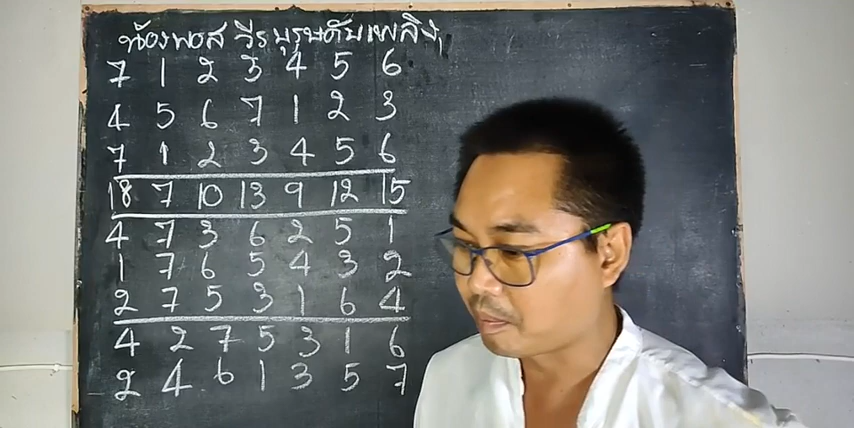 น้องพอส วีรบุรุษดับเพลิง
7 1 2 3 4 5 6
4 5 6 7 1 2 3
7 1 2 3 4 5 6
18 7 10 13 9 12 15
4 7 3 6 2 5 1
1 7 6 5 4 3 2
2 7 5 3 1 6 4
4 2 7 5 3 1 6
2 4 6 1 3 5 7